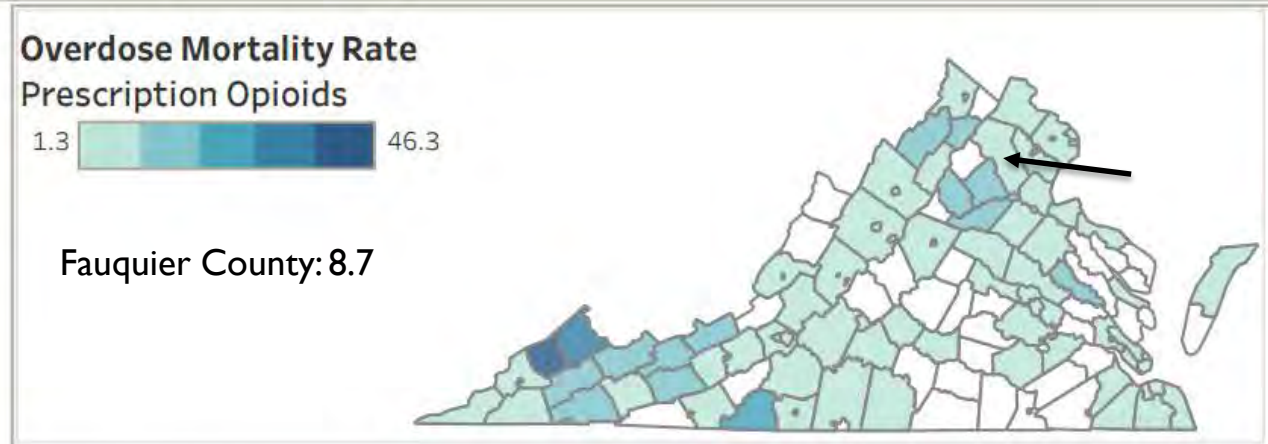 Overdose Mortality Rate
Prescription Opioids
1.3 46.3
Fauquier County: 8.7